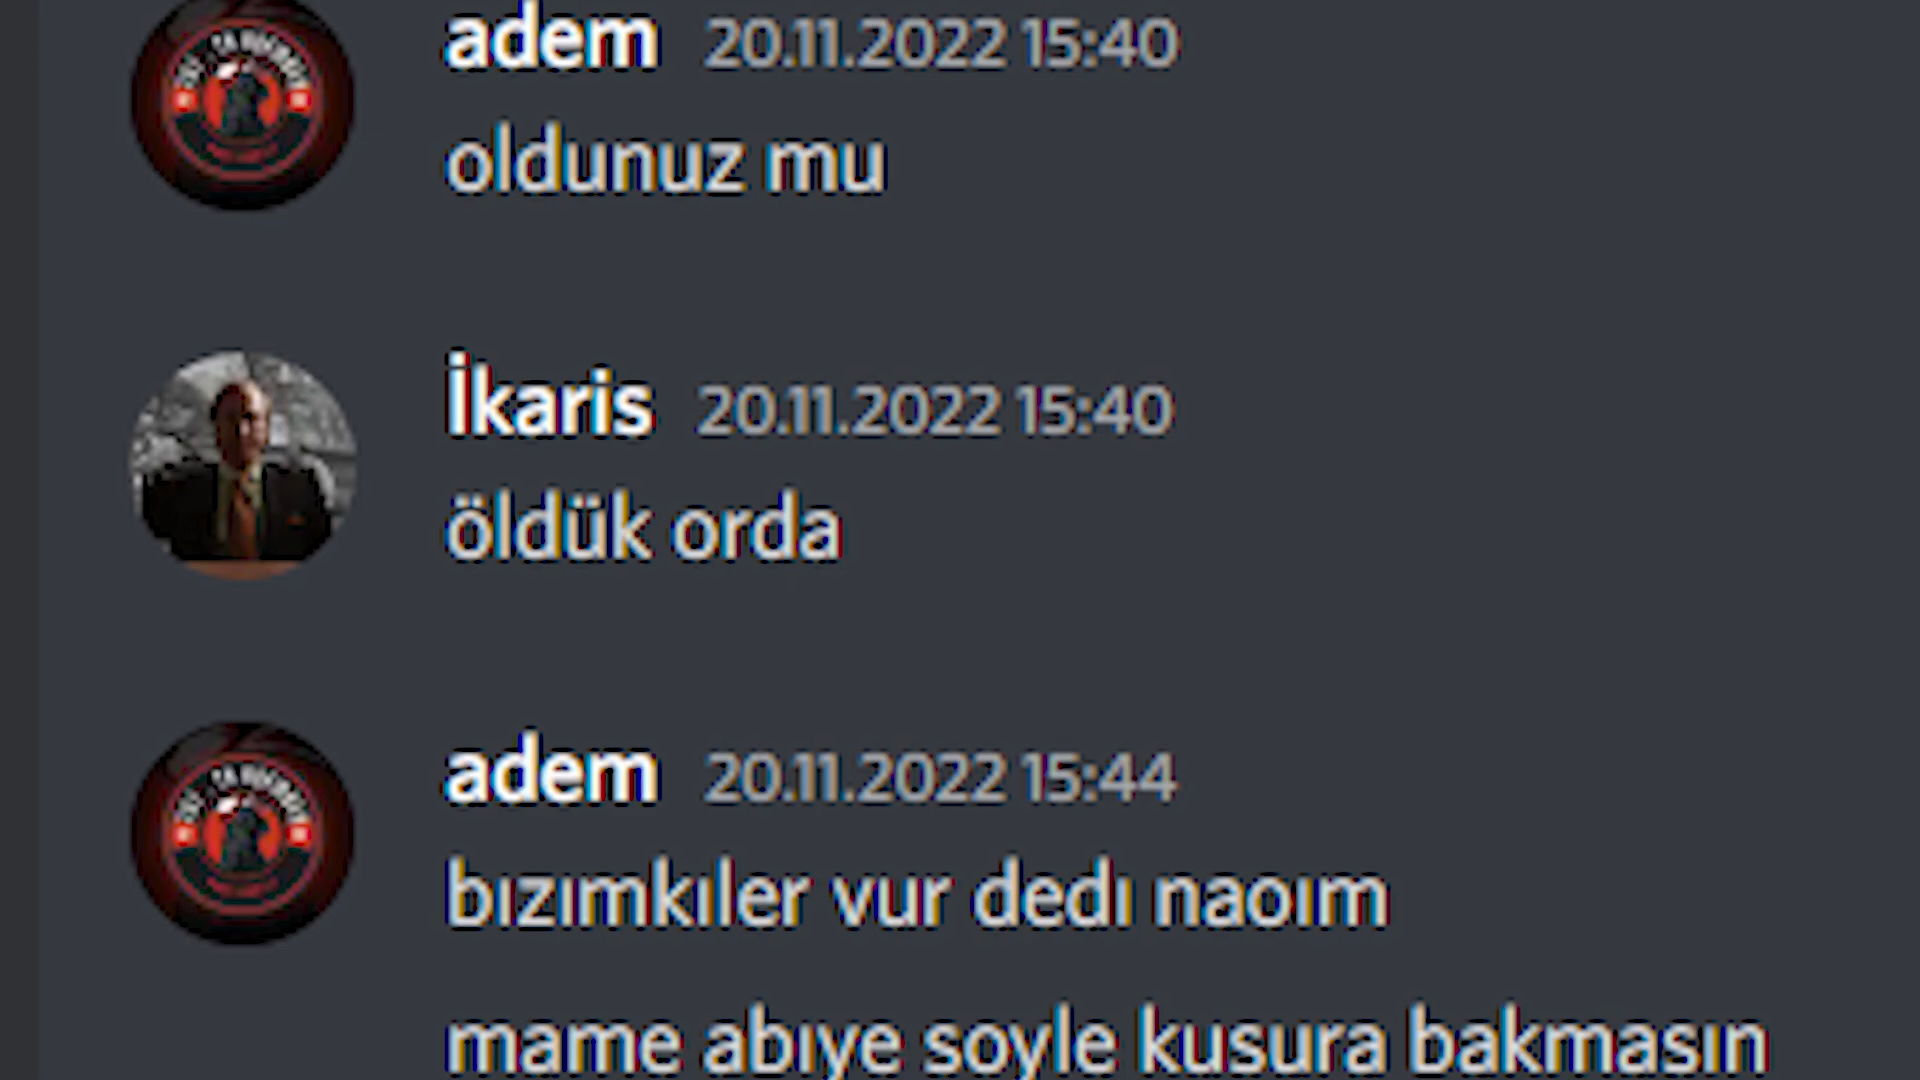 adem 20.11.2022 15:40
oldunuz mu
İkaris 20.11.2022 15:40
öldük orda
adem 20.11.2022 15:44
bızımkıler vur dedı naoım
mame abıye soyle kusura bakmasın